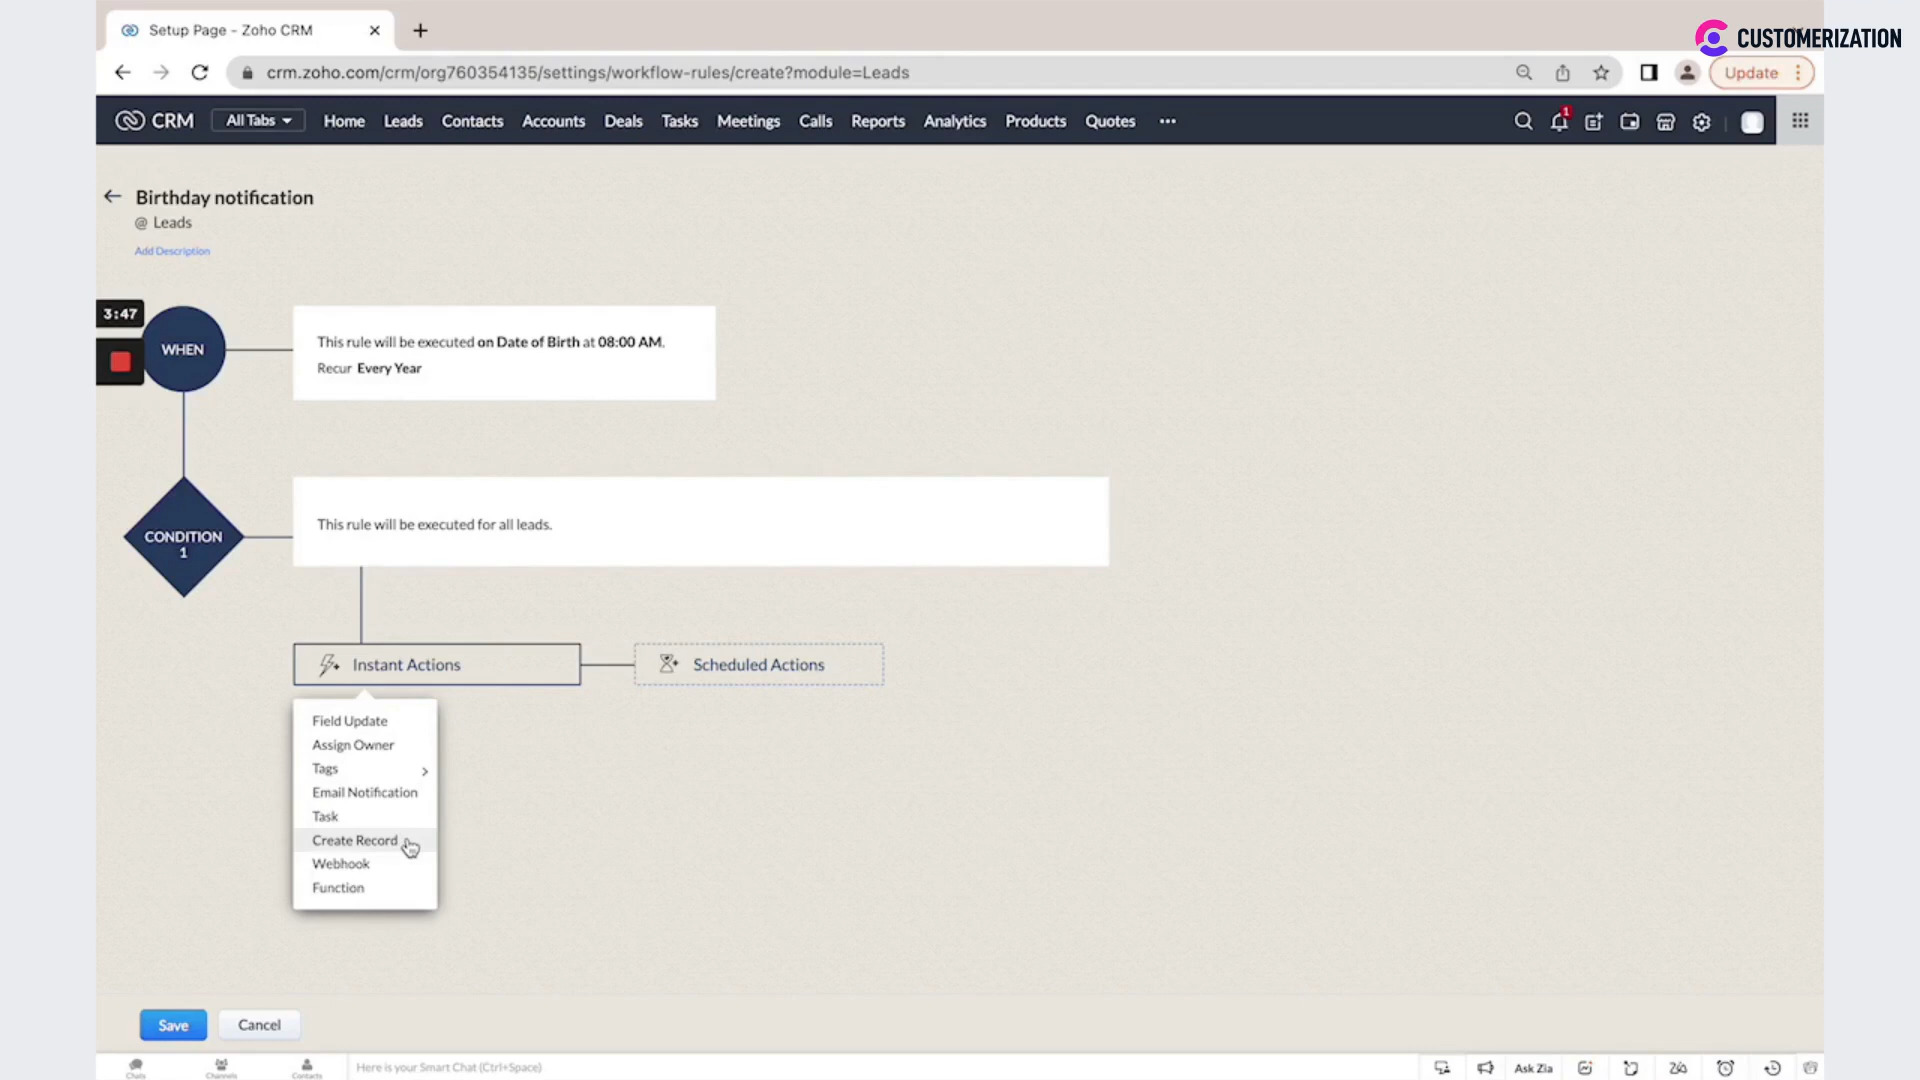 Setup Page - Zoho CRM
CUSTOMERIZATION
crm.zoho.com/crm/org760354135/settings/workflow-rules/create?module=Leads
Update
CRM
All Tabs
Home
Leads
Contacts
Accounts
Deals
Tasks
Meetings
Calls
Reports
Analytics
Products
Quotes
1
Birthday notification
@ Leads
Add Description
3:47
WHEN
This rule will be executed on Date of Birth at 08:00 AM.
Recur Every Year
CONDITION
1
This rule will be executed for all leads.
Instant Actions
Scheduled Actions
Field Update
Assign Owner
Tags
Email Notification
Task
Create Record
Webhook
Function
Save
Cancel
Chats
Channels
Contacts
Here is your Smart Chat (Ctrl+Space)
Ask Zia